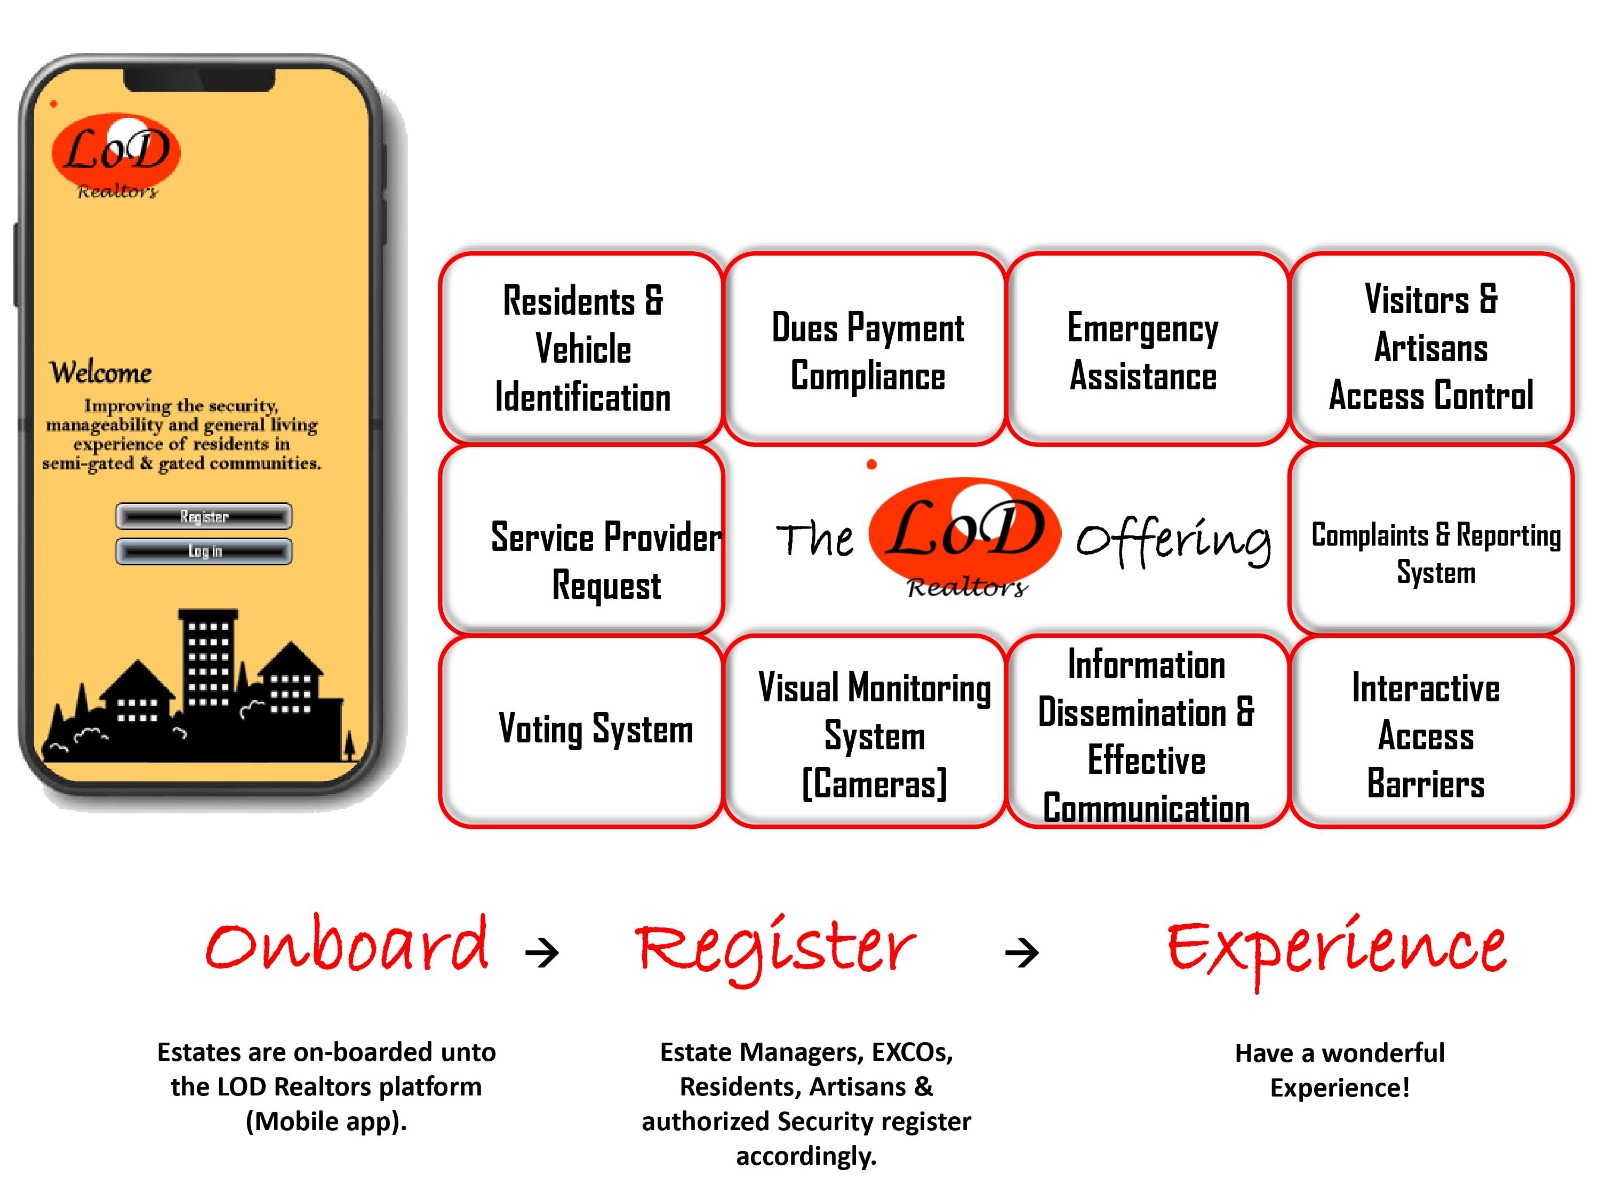 LoD
Realtors
Welcome
Improving the security,
manageability and general living
experience of residents in
semi-gated & gated communities.
Register
Log in
Residents &
Vehicle
Identification
Dues Payment
Compliance
Emergency
Assistance
Visitors &
Artisans
Access Control
Service Provider
Request
The LoD Offering
Realtors
Complaints & Reporting
System
Voting System
Visual Monitoring
System
[Cameras]
Information
Dissemination &
Effective
Communication
Interactive
Access
Barriers
Onboard → Register → Experience
Estates are on-boarded unto
the LOD Realtors platform
(Mobile app).
Estate Managers, EXCOs,
Residents, Artisans &
authorized Security register
accordingly.
Have a wonderful
Experience!